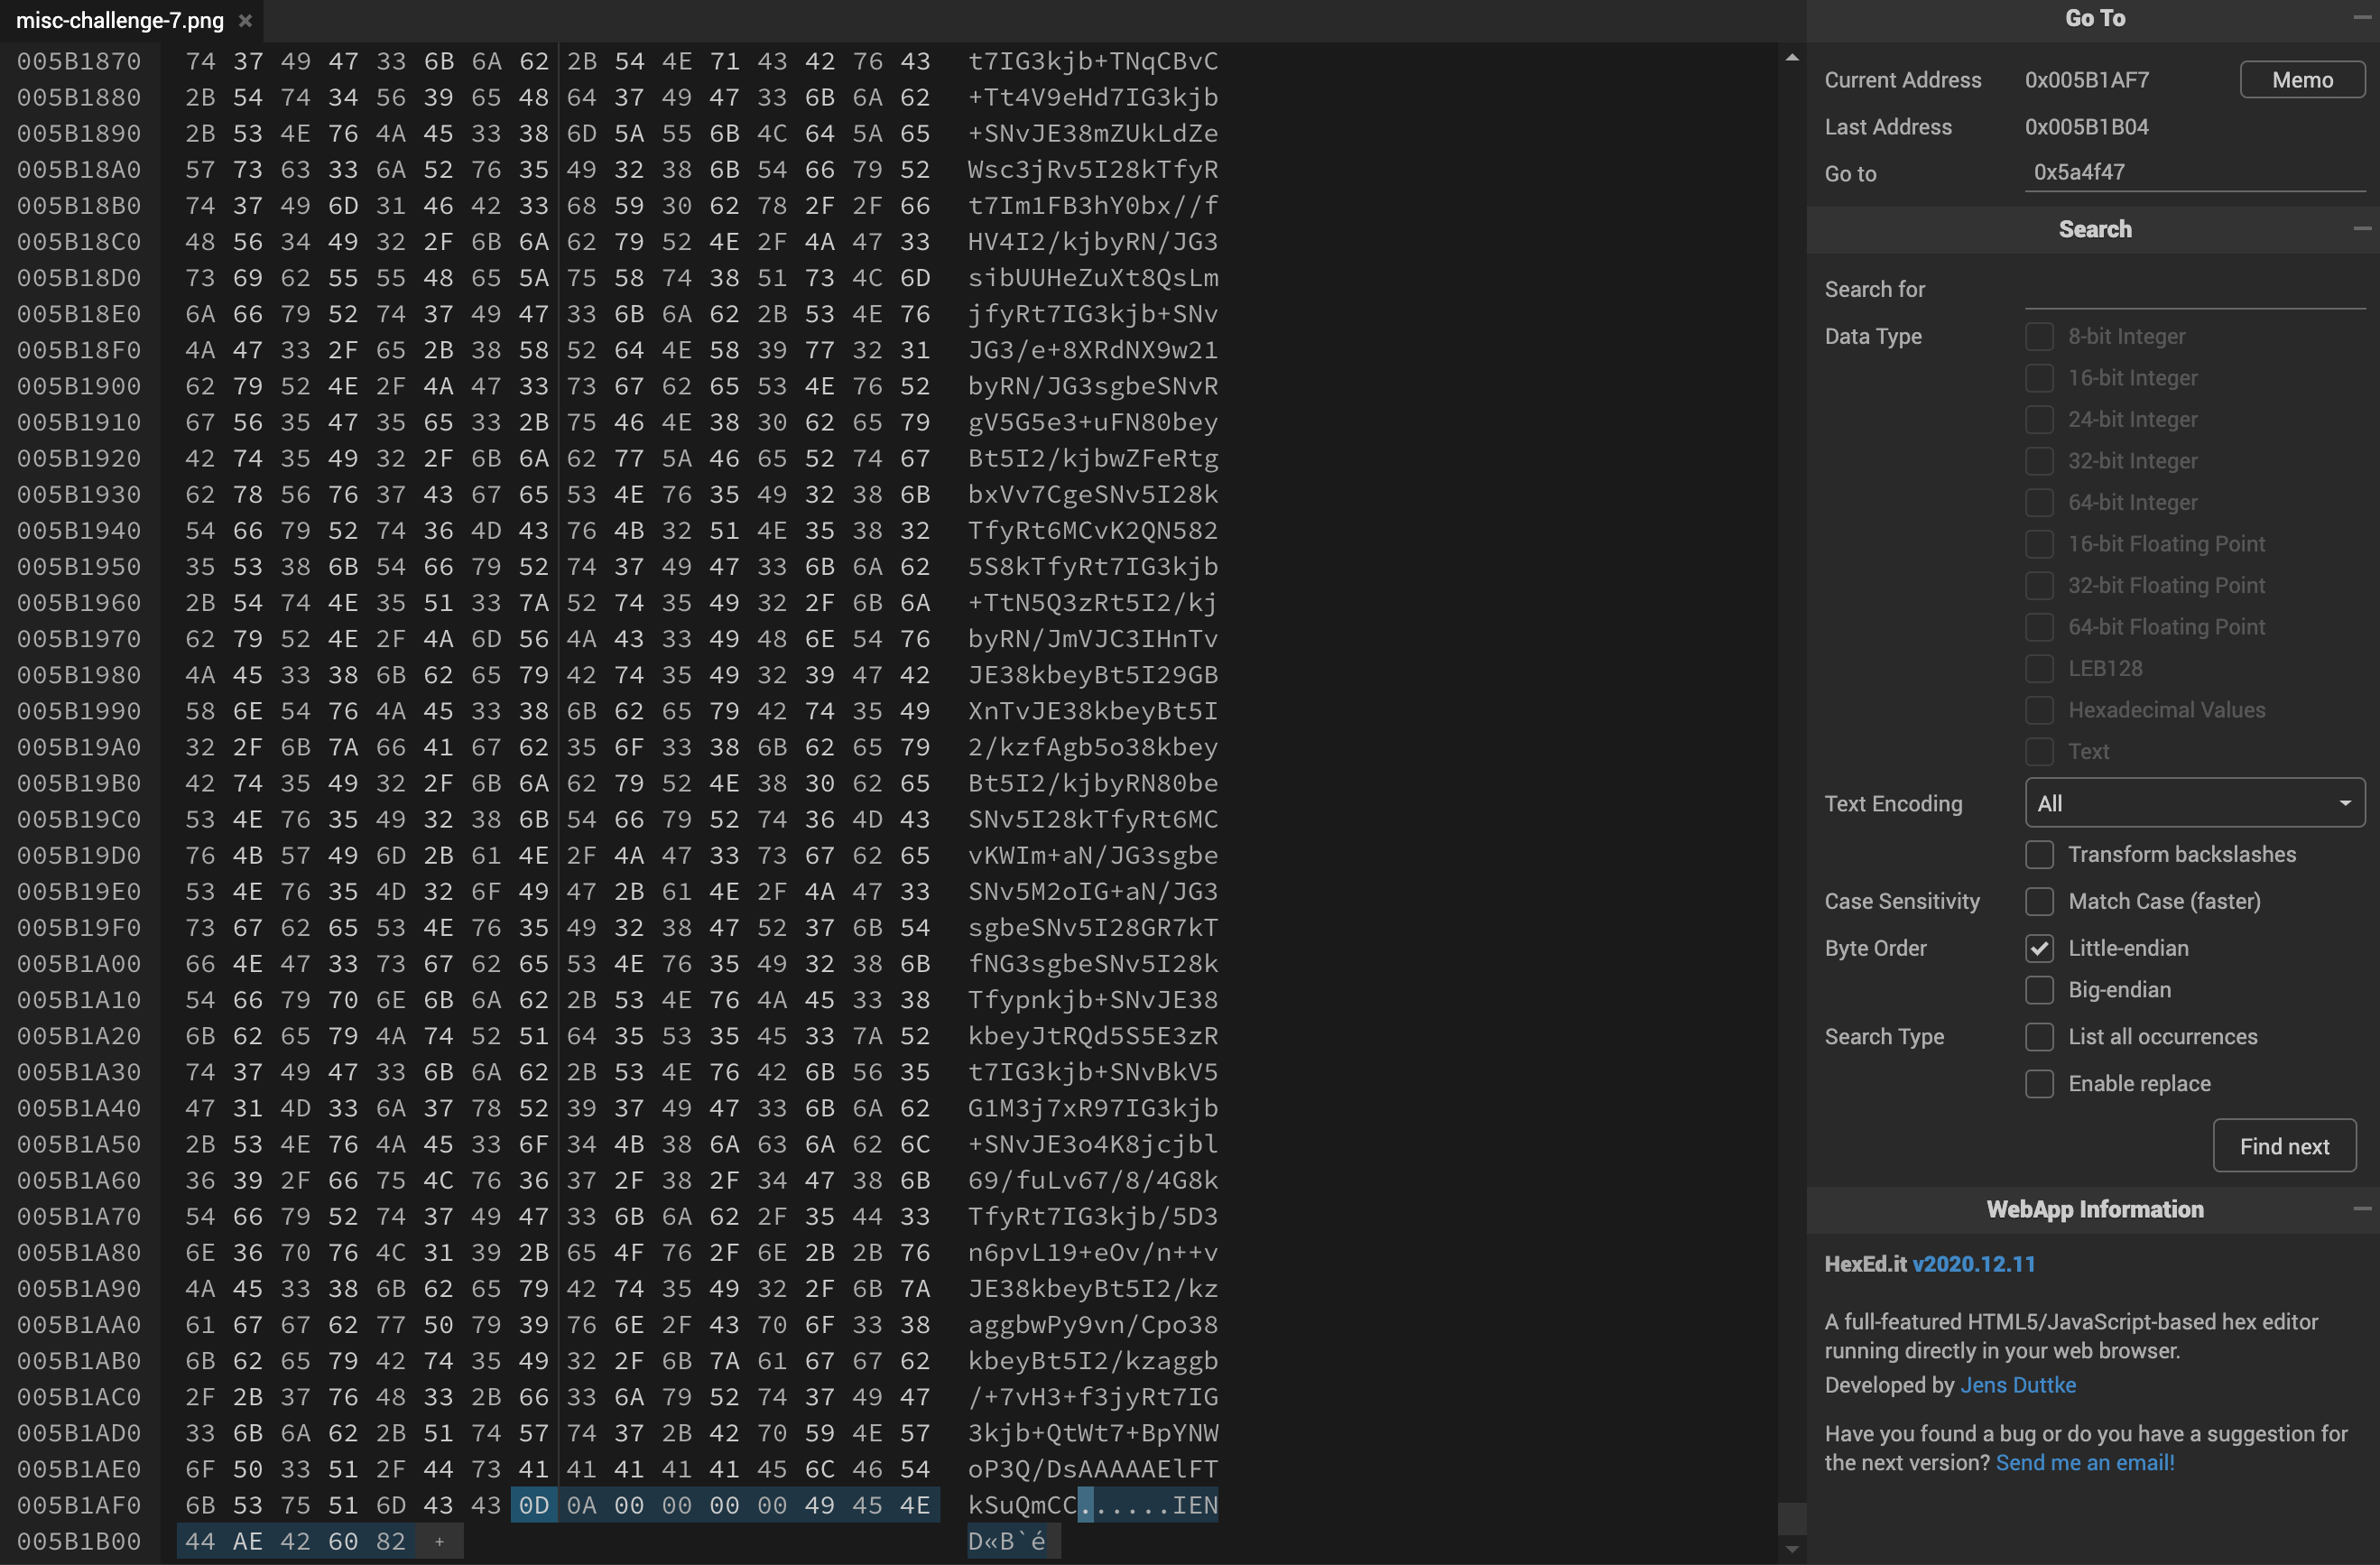 misc-challenge-7.png ×
005B1870 74 37 49 47 33 6B 6A 62 2B 54 4E 71 43 42 76 43 t7IG3kjb+TNqCBvC
005B1880 2B 54 74 34 56 39 65 48 64 37 49 47 33 6B 6A 62 +Tt4V9eHd7IG3kjb
005B1890 2B 53 4E 76 4A 45 33 38 6D 5A 55 6B 4C 64 5A 65 +SNvJE38mZUkLdZe
005B18A0 57 73 63 33 6A 52 76 35 49 32 38 6B 54 66 79 52 Wsc3jRv5I28kTfyR
005B18B0 74 37 49 6D 31 46 42 33 68 59 30 62 78 2F 2F 66 t7Im1FB3hY0bx//f
005B18C0 48 56 34 49 32 2F 6B 6A 62 79 52 4E 2F 4A 47 33 HV4I2/kjbyRN/JG3
005B18D0 73 69 62 55 55 48 65 5A 75 58 74 38 51 73 4C 6D sibUUHeZuXt8QsLm
005B18E0 6A 66 79 52 74 37 49 47 33 6B 6A 62 2B 53 4E 76 jfyRt7IG3kjb+SNv
005B18F0 4A 47 33 2F 65 2B 38 58 52 64 4E 58 39 77 32 31 JG3/e+8XRdNX9w21
005B1900 62 79 52 4E 2F 4A 47 33 73 67 62 65 53 4E 76 52 byRN/JG3sgbeSNvR
005B1910 67 56 35 47 35 65 33 2B 75 46 4E 38 30 62 65 79 gV5G5e3+uFN80bey
005B1920 42 74 35 49 32 2F 6B 6A 62 77 5A 46 65 52 74 67 Bt5I2/kjbwZFeRtg
005B1930 62 78 56 76 37 43 67 65 53 4E 76 35 49 32 38 6B bxVv7CgeSNv5I28k
005B1940 54 66 79 52 74 36 4D 43 76 4B 32 51 4E 35 38 32 TfyRt6MCvK2QN582
005B1950 35 53 38 6B 54 66 79 52 74 37 49 47 33 6B 6A 62 5S8kTfyRt7IG3kjb
005B1960 2B 54 74 4E 35 51 33 7A 52 74 35 49 32 2F 6B 6A +TtN5Q3zRt5I2/kj
005B1970 62 79 52 4E 2F 4A 6D 56 4A 43 33 49 48 6E 54 76 byRN/JmVJC3IHnTv
005B1980 4A 45 33 38 6B 62 65 79 42 74 35 49 32 39 47 42 JE38kbeyBt5I29GB
005B1990 58 6E 54 76 4A 45 33 38 6B 62 65 79 42 74 35 49 XnTvJE38kbeyBt5I
005B19A0 32 2F 6B 7A 66 41 67 62 35 6F 33 38 6B 62 65 79 2/kzfAgb5o38kbey
005B19B0 42 74 35 49 32 2F 6B 6A 62 79 52 4E 38 30 62 65 Bt5I2/kjbyRN80be
005B19C0 53 4E 76 35 49 32 38 6B 54 66 79 52 74 36 4D 43 SNv5I28kTfyRt6MC
005B19D0 76 4B 57 49 6D 2B 61 4E 2F 4A 47 33 73 67 62 65 vKWIm+aN/JG3sgbe
005B19E0 53 4E 76 35 4D 32 6F 49 47 2B 61 4E 2F 4A 47 33 SNv5M2oIG+aN/JG3
005B19F0 73 67 62 65 53 4E 76 35 49 32 38 47 52 37 6B 54 sgbeSNv5I28GR7kT
005B1A00 66 4E 47 33 73 67 62 65 53 4E 76 35 49 32 38 6B fNG3sgbeSNv5I28k
005B1A10 54 66 79 70 6E 6B 6A 62 2B 53 4E 76 4A 45 33 38 Tfypnkjb+SNvJE38
005B1A20 6B 62 65 79 4A 74 52 51 64 35 53 35 45 33 7A 52 kbeyJtRQd5S5E3zR
005B1A30 74 37 49 47 33 6B 6A 62 2B 53 4E 76 42 6B 56 35 t7IG3kjb+SNvBkV5
005B1A40 47 31 4D 33 6A 37 78 52 39 37 49 47 33 6B 6A 62 G1M3j7xR97IG3kjb
005B1A50 2B 53 4E 76 4A 45 33 6F 34 4B 38 6A 63 6A 62 6C +SNvJE3o4K8jcjbl
005B1A60 36 39 2F 66 75 4C 76 36 37 2F 38 2F 34 47 38 6B 69/fuLv67/8/4G8k
005B1A70 54 66 79 52 74 37 49 47 33 6B 6A 62 2F 35 44 33 TfyRt7IG3kjb/5D3
005B1A80 6E 36 70 76 4C 31 39 2B 65 4F 76 2F 6E 2B 2B 76 n6pvL19+eOv/n++v
005B1A90 4A 45 33 38 6B 62 65 79 42 74 35 49 32 2F 6B 7A JE38kbeyBt5I2/kz
005B1AA0 61 67 67 62 77 50 79 39 76 6E 2F 43 70 6F 33 38 aggbwPy9vn/Cpo38
005B1AB0 6B 62 65 79 42 74 35 49 32 2F 6B 7A 61 67 67 62 kbeyBt5I2/kzaggb
005B1AC0 2F 2B 37 76 48 33 2B 66 33 6A 79 52 74 37 49 47 /+7vH3+f3jyRt7IG
005B1AD0 33 6B 6A 62 2B 51 74 57 74 37 2B 42 70 59 4E 57 3kjb+QtWt7+BpYNW
005B1AE0 6F 50 33 51 2F 44 73 41 41 41 41 41 45 6C 46 54 oP3Q/DsAAAAAElFT
005B1AF0 6B 53 75 51 6D 43 43 0D 0A 00 00 00 00 49 45 4E kSuQmCC.......IEN
005B1B00 44 AE 42 60 82 + D«B`é
Go To
Current Address 0x005B1AF7 Memo
Last Address 0x005B1B04
Go to 0x5a4f47
Search
Search for
Data Type 8-bit Integer
16-bit Integer
24-bit Integer
32-bit Integer
64-bit Integer
16-bit Floating Point
32-bit Floating Point
64-bit Floating Point
LEB128
Hexadecimal Values
Text
Text Encoding All
Transform backslashes
Case Sensitivity Match Case (faster)
Byte Order Little-endian
Big-endian
Search Type List all occurrences
Enable replace
Find next
WebApp Information
HexEd.it v2020.12.11
A full-featured HTML5/JavaScript-based hex editor
running directly in your web browser.
Developed by Jens Duttke
Have you found a bug or do you have a suggestion for
the next version? Send me an email!